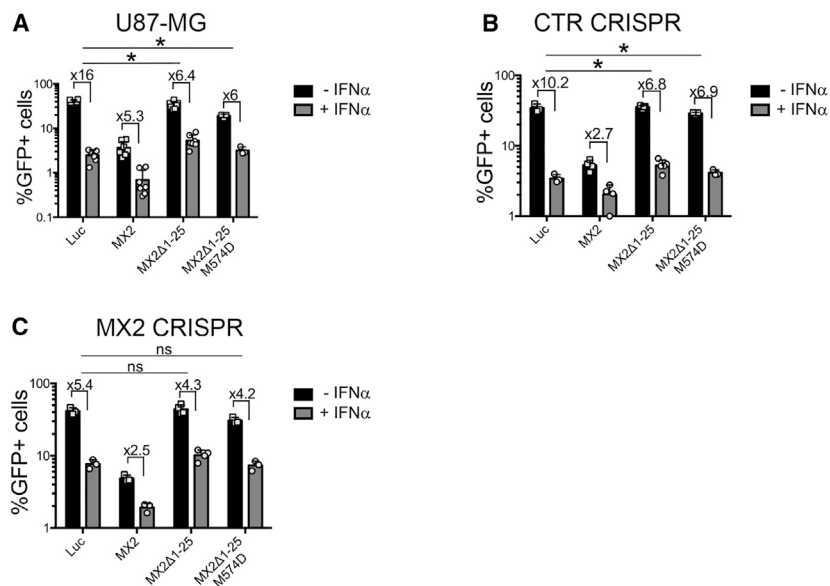 A
U87-MG
*
*
x16
x5.3
x6.4
x6
- IFNα
+ IFNα
%GFP+ cells
100
10
1
0.1
Luc
MX2
MX2Δ1-25
MX2Δ1-25
M574D
B
CTR CRISPR
*
*
x10.2
x2.7
x6.8
x6.9
- IFNα
+ IFNα
%GFP+ cells
100
10
1
Luc
MX2
MX2Δ1-25
MX2Δ1-25
M574D
C
MX2 CRISPR
ns
ns
x5.4
x2.5
x4.3
x4.2
- IFNα
+ IFNα
%GFP+ cells
100
10
1
Luc
MX2
MX2Δ1-25
MX2Δ1-25
M574D